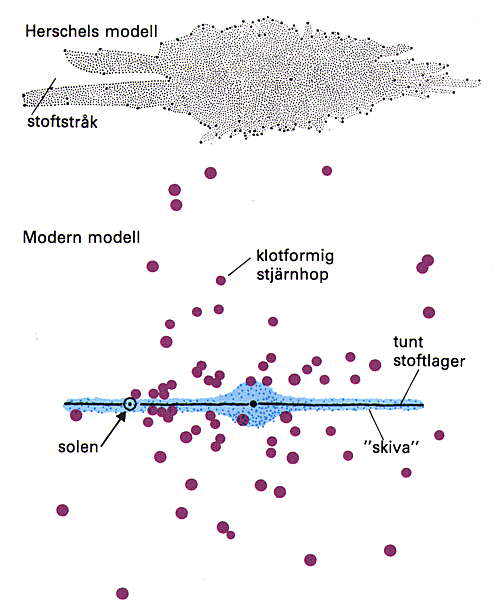 Herschels modell
stoftstråk
Modern modell
klotformig
stjärnhop
tunt
stoftlager
solen
"skiva"